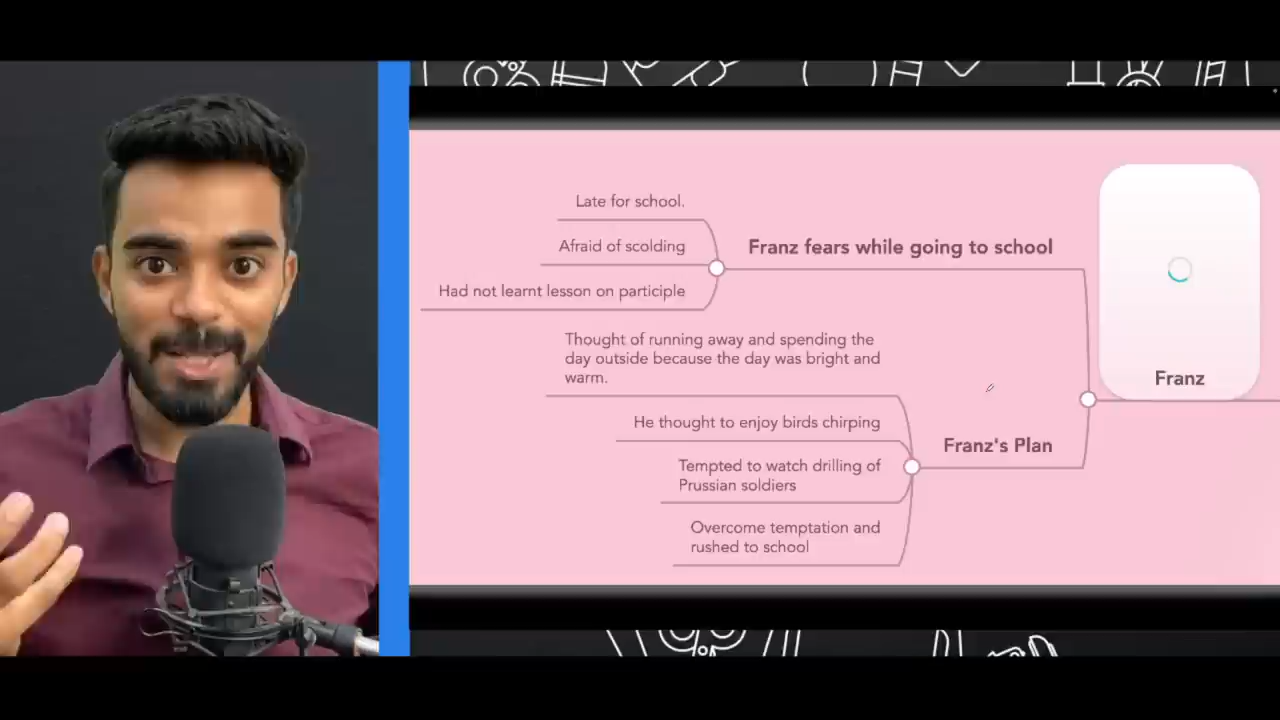 Late for school.
Afraid of scolding
Had not learnt lesson on participle
Franz fears while going to school
Thought of running away and spending the
day outside because the day was bright and
warm.
He thought to enjoy birds chirping
Tempted to watch drilling of
Prussian soldiers
Overcome temptation and
rushed to school
Franz's Plan
Franz